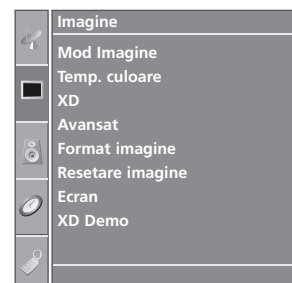 Imagine
Mod Imagine
Temp. culoare
XD
Avansat
Format imagine
Resetare imagine
Ecran
XD Demo